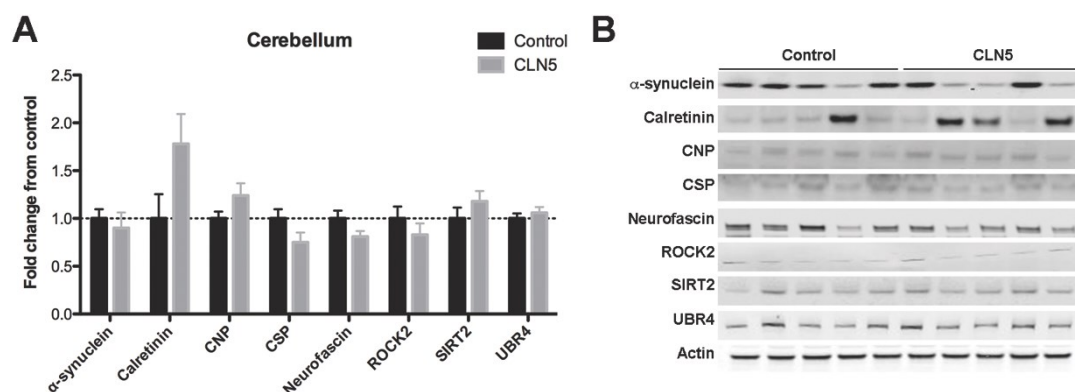 A
Cerebellum
Control
CLN5
Fold change from control
2.5
2.0
1.5
1.0
0.5
0.0
α-synuclein
Calretinin
CNP
CSP
Neurofascin
ROCK2
SIRT2
UBR4
B
Control CLN5
α-synuclein
Calretinin
CNP
CSP
Neurofascin
ROCK2
SIRT2
UBR4
Actin